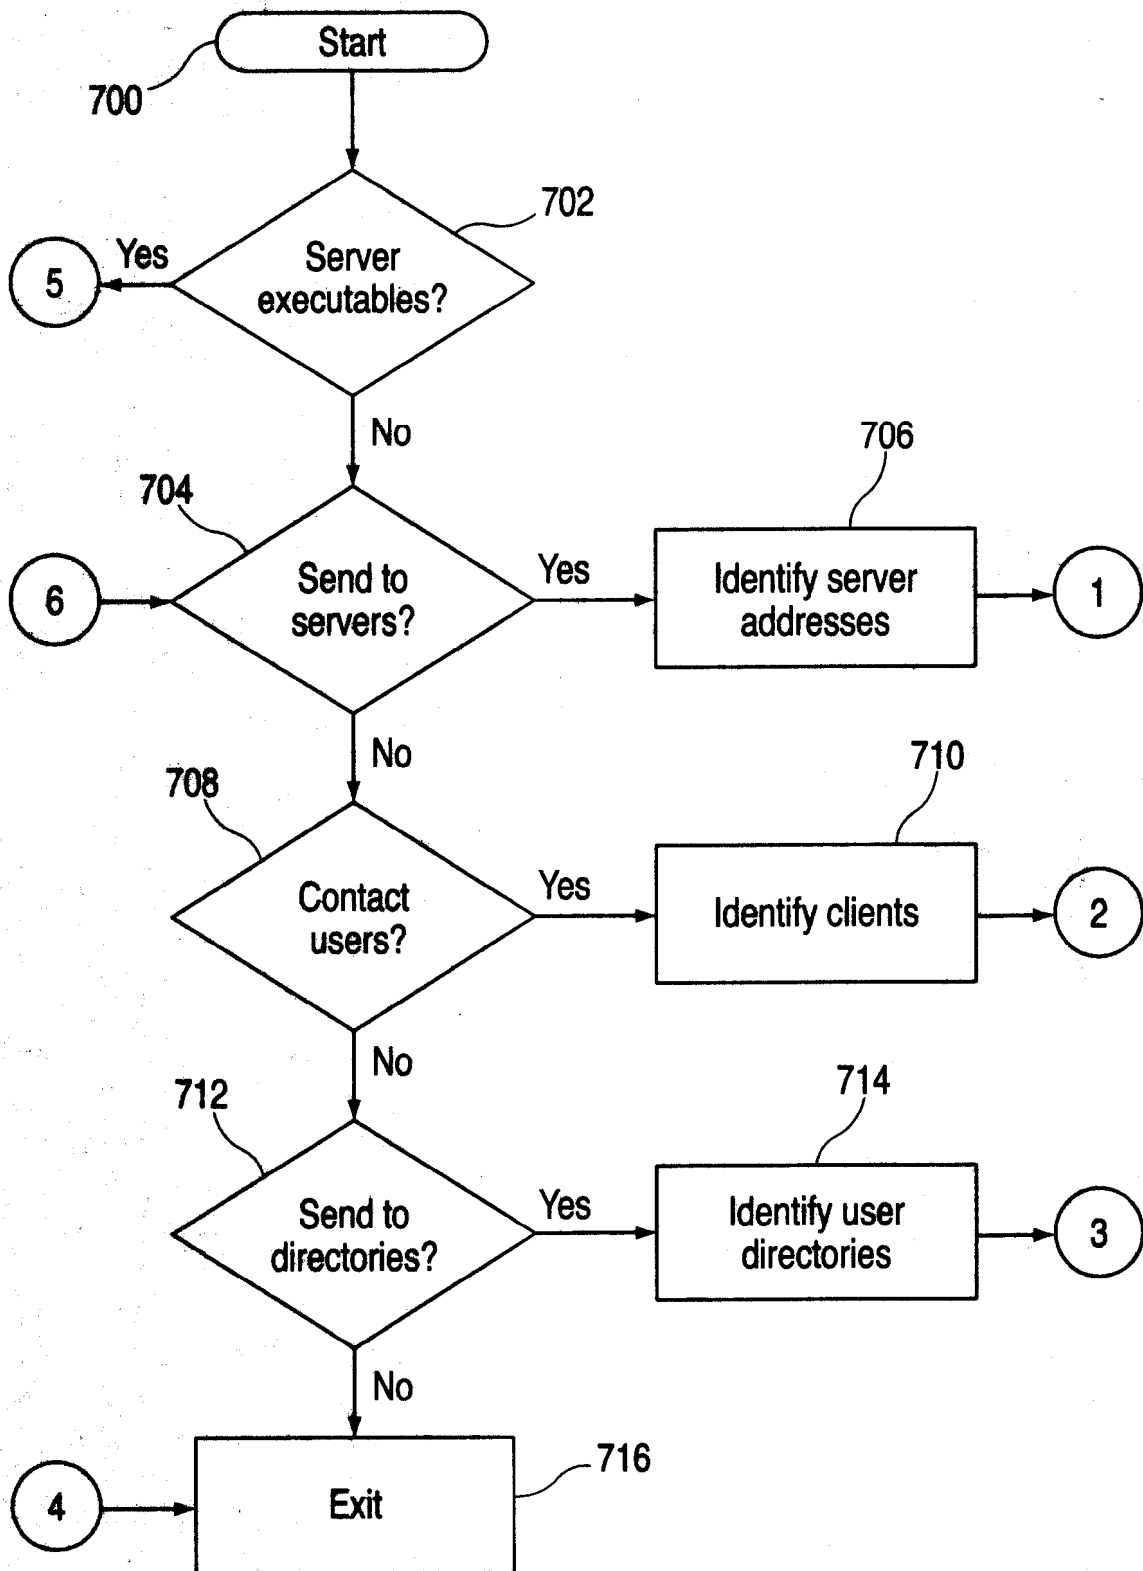 Start
700
702
Yes
Server
5
executables?
No
706
704
Yes
Send to
Identify server
6
1
servers?
addresses
No
710
708
Yes
Contact
Identify clients
2
users?
No
714
712
Yes
Send to
Identify user
3
directories?
directories
No
716
4
Exit